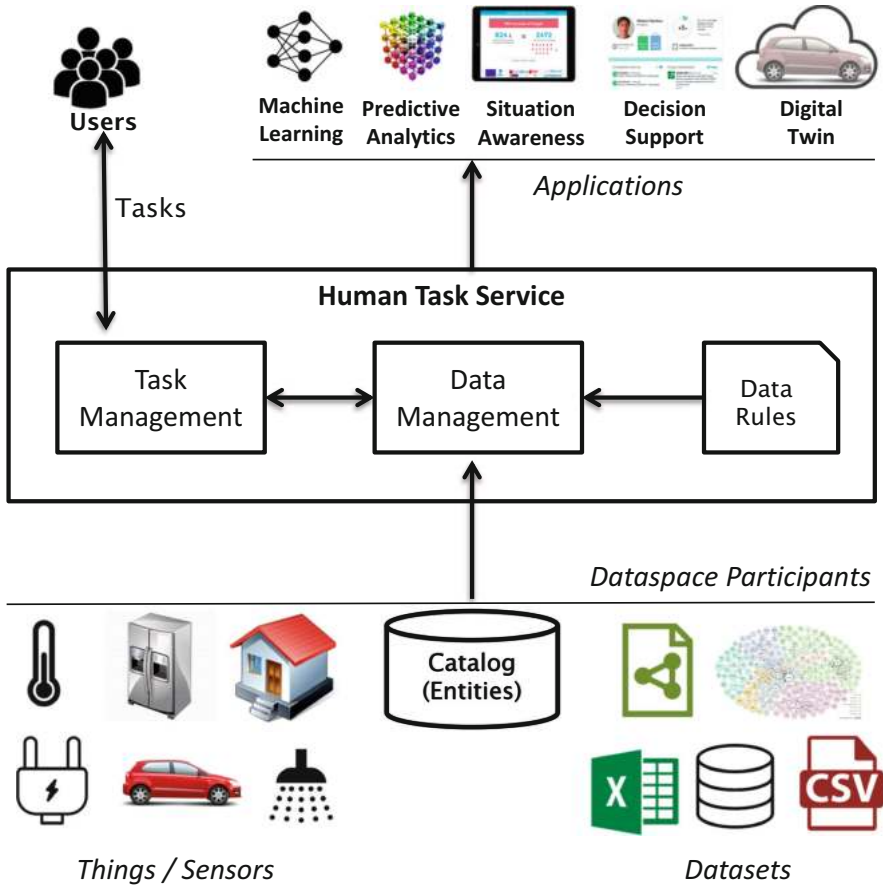 Users
Machine
Learning
Predictive
Analytics
Situation
Awareness
Decision
Support
Digital
Twin
Applications
Tasks
Human Task Service
Task
Management
Data
Management
Data
Rules
Dataspace Participants
Catalog
(Entities)
X
CSV
Things / Sensors
Datasets